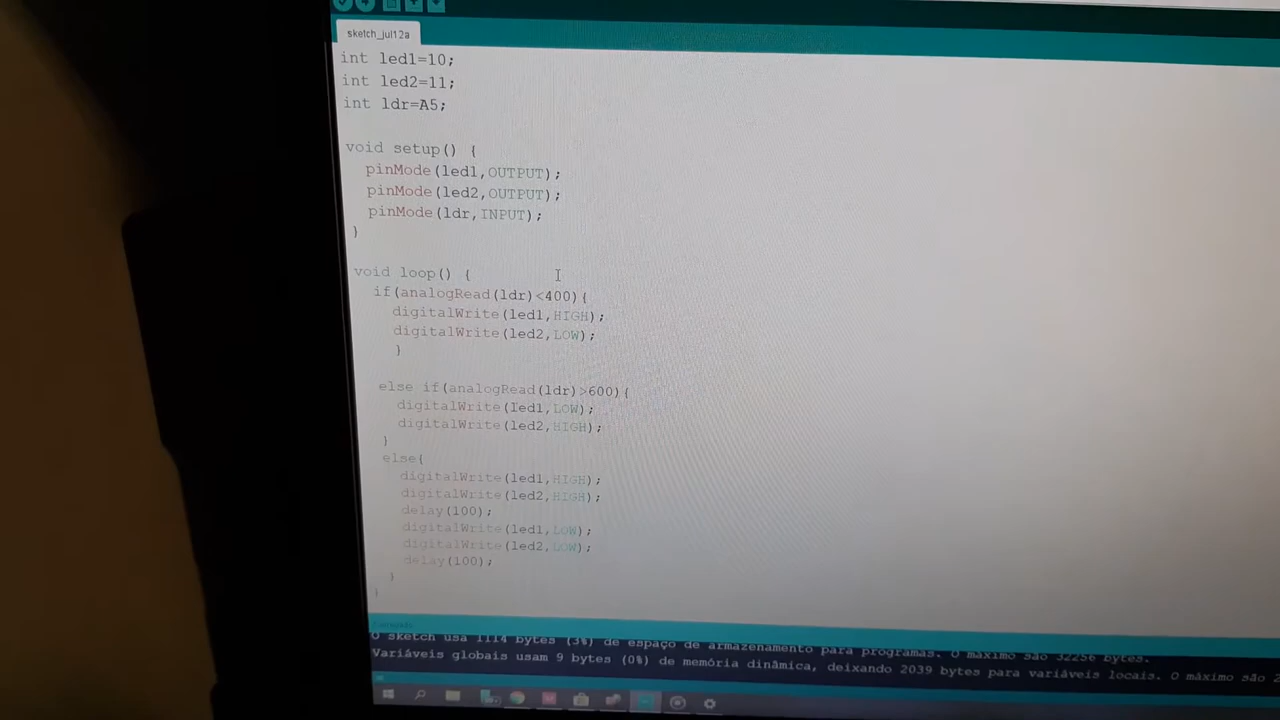 sketch_jul12a
int led1=10;
int led2=11;
int ldr=A5;
void setup() {
pinMode(led1,OUTPUT);
pinMode(led2,OUTPUT);
pinMode(ldr,INPUT);
}
void loop() {
if(analogRead(ldr)<400){
digitalWrite(led1,HIGH);
digitalWrite(led2,LOW);
}
else if(analogRead(ldr)>600){
digitalWrite(led1,LOW);
digitalWrite(led2,HIGH);
}
else{
digitalWrite(led1,HIGH);
digitalWrite(led2,HIGH);
delay(100);
digitalWrite(led1,LOW);
digitalWrite(led2,LOW);
delay(100);
}
}
O sketch usa 1114 bytes (3%) de espaço de armazenamento para programas. O máximo são 32256 bytes.
Variáveis globais usam 9 bytes (0%) de memória dinâmica, deixando 2039 bytes para variáveis locais. O máximo são